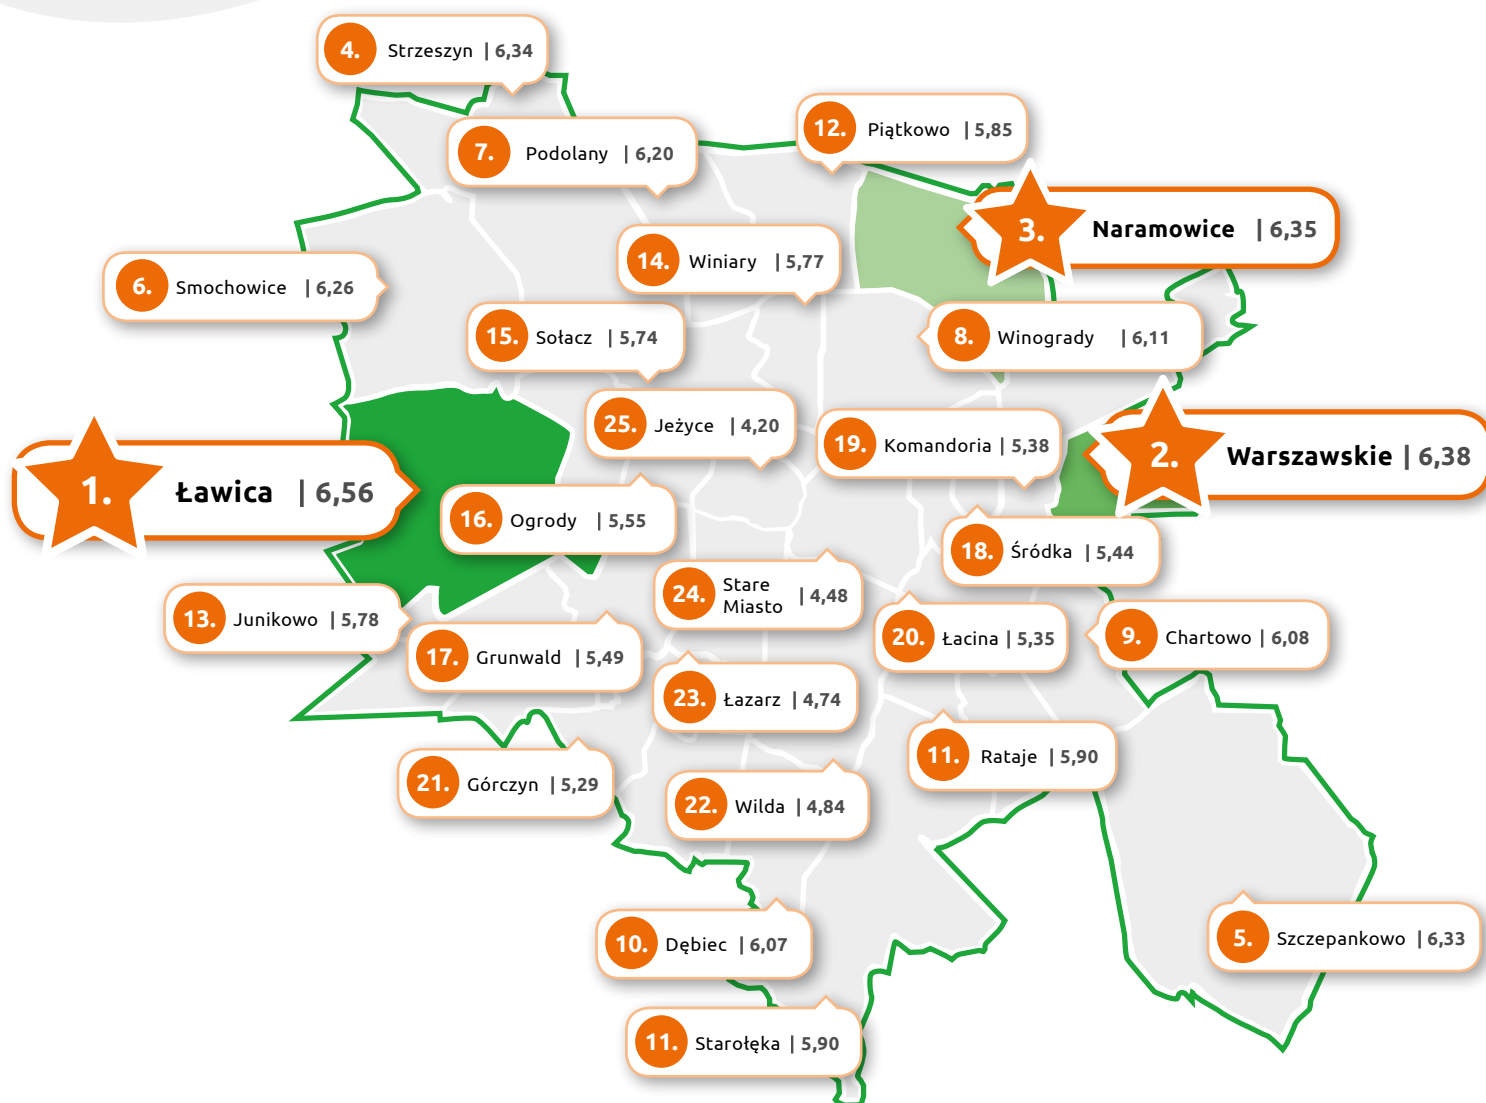 4. Strzeszyn | 6,34
12. Piątkowo | 5,85
7. Podolany | 6,20
3. Naramowice | 6,35
14. Winiary | 5,77
6. Smochowice | 6,26
15. Sołacz | 5,74
8. Winogrady | 6,11
25. Jeżyce | 4,20
19. Komandoria | 5,38
2. Warszawskie | 6,38
1. Ławica | 6,56
16. Ogrody | 5,55
18. Śródka | 5,44
24. Stare
Miasto | 4,48
13. Junikowo | 5,78
20. Łacina | 5,35
9. Chartowo | 6,08
17. Grunwald | 5,49
23. Łazarz | 4,74
11. Rataje | 5,90
21. Górczyn | 5,29
22. Wilda | 4,84
10. Dębiec | 6,07
5. Szczepankowo | 6,33
11. Starołęka | 5,90